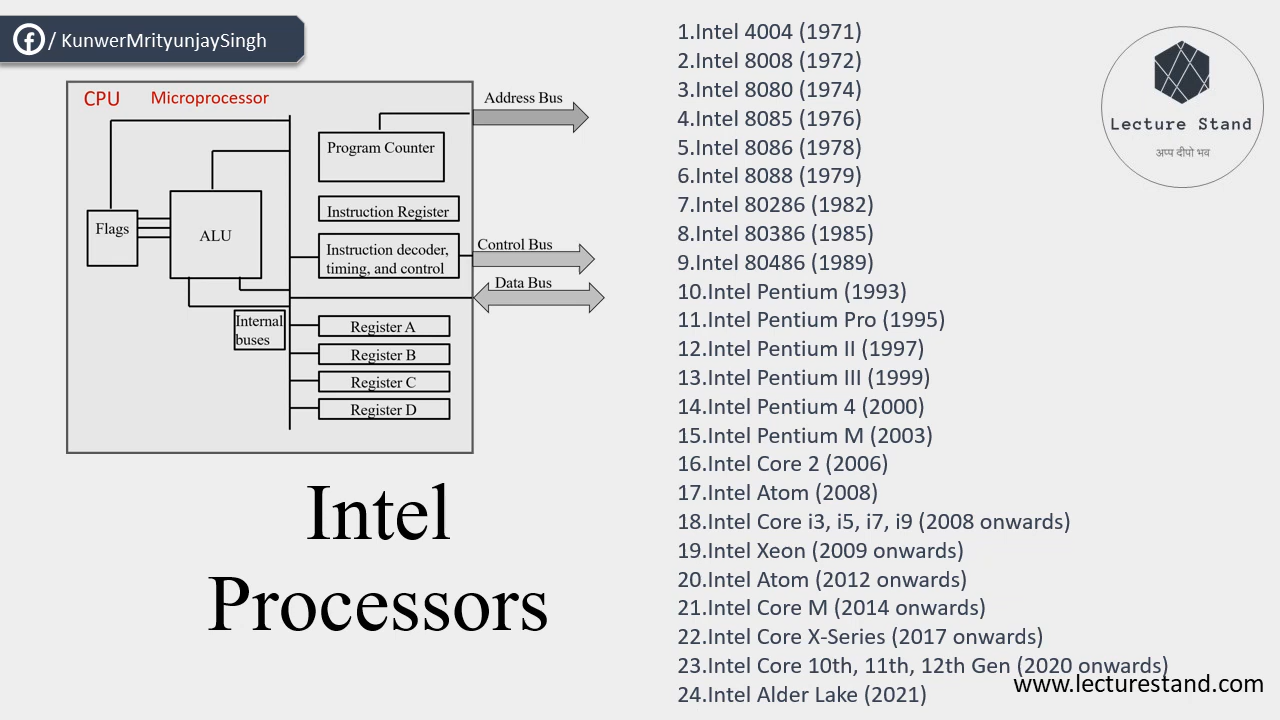 / KunwerMrityunjaySingh
CPU Microprocessor
Address Bus
Program Counter
Instruction Register
Flags
ALU
Instruction decoder,
timing, and control
Control Bus
Data Bus
Internal
buses
Register A
Register B
Register C
Register D
Intel
Processors
1.Intel 4004 (1971)
2.Intel 8008 (1972)
3.Intel 8080 (1974)
4.Intel 8085 (1976)
5.Intel 8086 (1978)
6.Intel 8088 (1979)
7.Intel 80286 (1982)
8.Intel 80386 (1985)
9.Intel 80486 (1989)
10.Intel Pentium (1993)
11.Intel Pentium Pro (1995)
12.Intel Pentium II (1997)
13.Intel Pentium III (1999)
14.Intel Pentium 4 (2000)
15.Intel Pentium M (2003)
16.Intel Core 2 (2006)
17.Intel Atom (2008)
18.Intel Core i3, i5, i7, i9 (2008 onwards)
19.Intel Xeon (2009 onwards)
20.Intel Atom (2012 onwards)
21.Intel Core M (2014 onwards)
22.Intel Core X-Series (2017 onwards)
23.Intel Core 10th, 11th, 12th Gen (2020 onwards)
24.Intel Alder Lake (2021)
Lecture Stand
अप्प दीपो भव
www.lecturestand.com